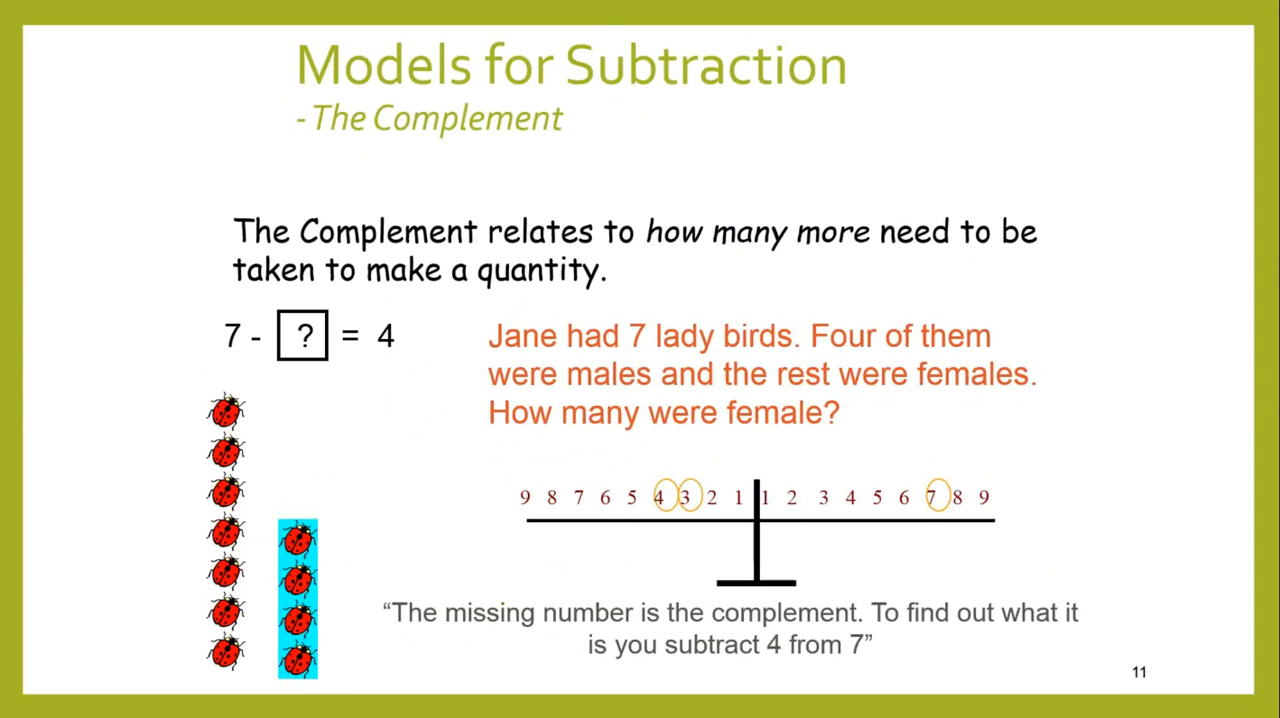 Models for Subtraction
- The Complement
The Complement relates to how many more need to be
taken to make a quantity.
7 - ? = 4
Jane had 7 lady birds. Four of them
were males and the rest were females.
How many were female?
9 8 7 6 5 4 3 2 1 1 2 3 4 5 6 7 8 9
“The missing number is the complement. To find out what it
is you subtract 4 from 7”
11